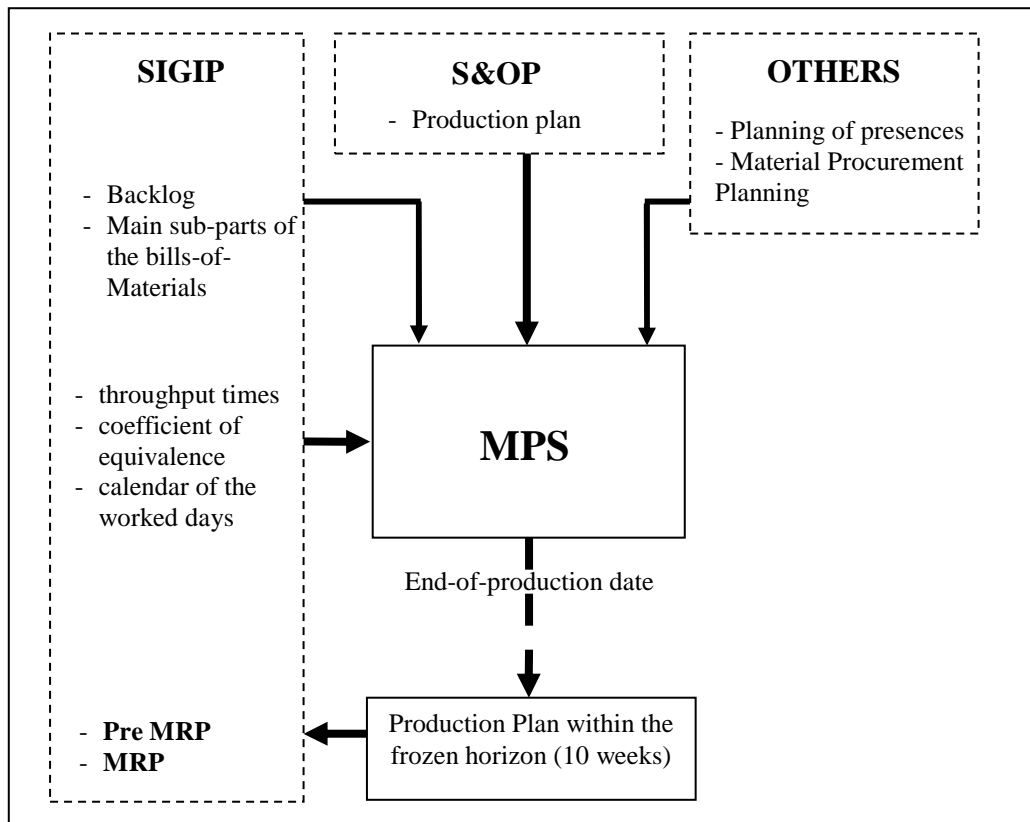 SIGIP
- Backlog
- Main sub-parts of
the bills-of-
Materials
- throughput times
- coefficient of
equivalence
- calendar of the
worked days
- Pre MRP
- MRP
S&OP
- Production plan
OTHERS
- Planning of presences
- Material Procurement
Planning
MPS
End-of-production date
Production Plan within the
frozen horizon (10 weeks)